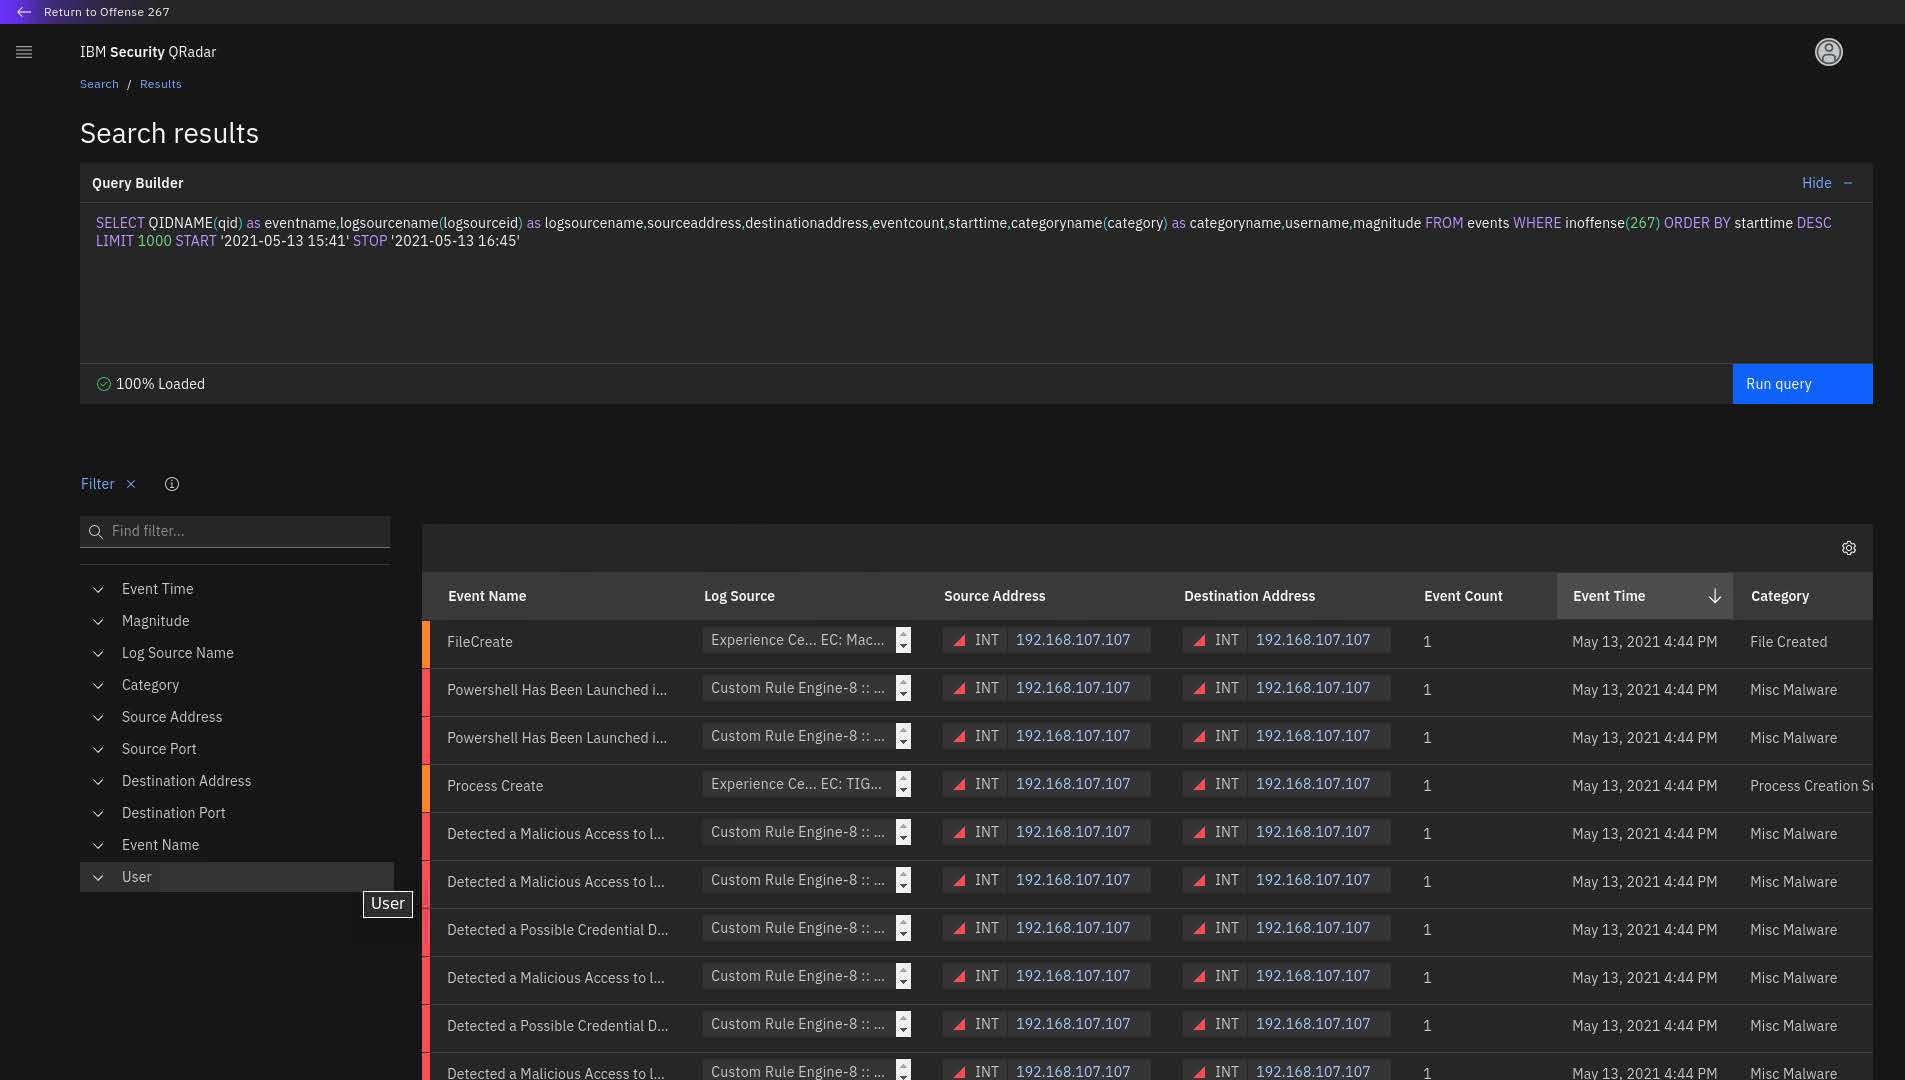 Return to Offense 267
IBM Security QRadar
Search / Results
Search results
Query Builder
Hide
SELECT QIDNAME(qid) as eventname,logsourcename(logsourceid) as logsourcename,sourceaddress,destinationaddress,eventcount,starttime,categoryname(category) as categoryname,username,magnitude FROM events WHERE inoffense(267) ORDER BY starttime DESC
LIMIT 1000 START '2021-05-13 15:41' STOP '2021-05-13 16:45'
100% Loaded
Run query
Filter
Find filter...
Event Time
Magnitude
Log Source Name
Category
Source Address
Source Port
Destination Address
Destination Port
Event Name
User
User
Event Name Log Source Source Address Destination Address Event Count Event Time Category
FileCreate Experience Ce... EC: Mac... INT 192.168.107.107 INT 192.168.107.107 1 May 13, 2021 4:44 PM File Created
Powershell Has Been Launched i... Custom Rule Engine-8 :: ... INT 192.168.107.107 INT 192.168.107.107 1 May 13, 2021 4:44 PM Misc Malware
Powershell Has Been Launched i... Custom Rule Engine-8 :: ... INT 192.168.107.107 INT 192.168.107.107 1 May 13, 2021 4:44 PM Misc Malware
Process Create Experience Ce... EC: TIG... INT 192.168.107.107 INT 192.168.107.107 1 May 13, 2021 4:44 PM Process Creation Su
Detected a Malicious Access to l... Custom Rule Engine-8 :: ... INT 192.168.107.107 INT 192.168.107.107 1 May 13, 2021 4:44 PM Misc Malware
Detected a Malicious Access to l... Custom Rule Engine-8 :: ... INT 192.168.107.107 INT 192.168.107.107 1 May 13, 2021 4:44 PM Misc Malware
Detected a Possible Credential D... Custom Rule Engine-8 :: ... INT 192.168.107.107 INT 192.168.107.107 1 May 13, 2021 4:44 PM Misc Malware
Detected a Malicious Access to l... Custom Rule Engine-8 :: ... INT 192.168.107.107 INT 192.168.107.107 1 May 13, 2021 4:44 PM Misc Malware
Detected a Possible Credential D... Custom Rule Engine-8 :: ... INT 192.168.107.107 INT 192.168.107.107 1 May 13, 2021 4:44 PM Misc Malware
Detected a Malicious Access to l... Custom Rule Engine-8 :: ... INT 192.168.107.107 INT 192.168.107.107 1 May 13, 2021 4:44 PM Misc Malware